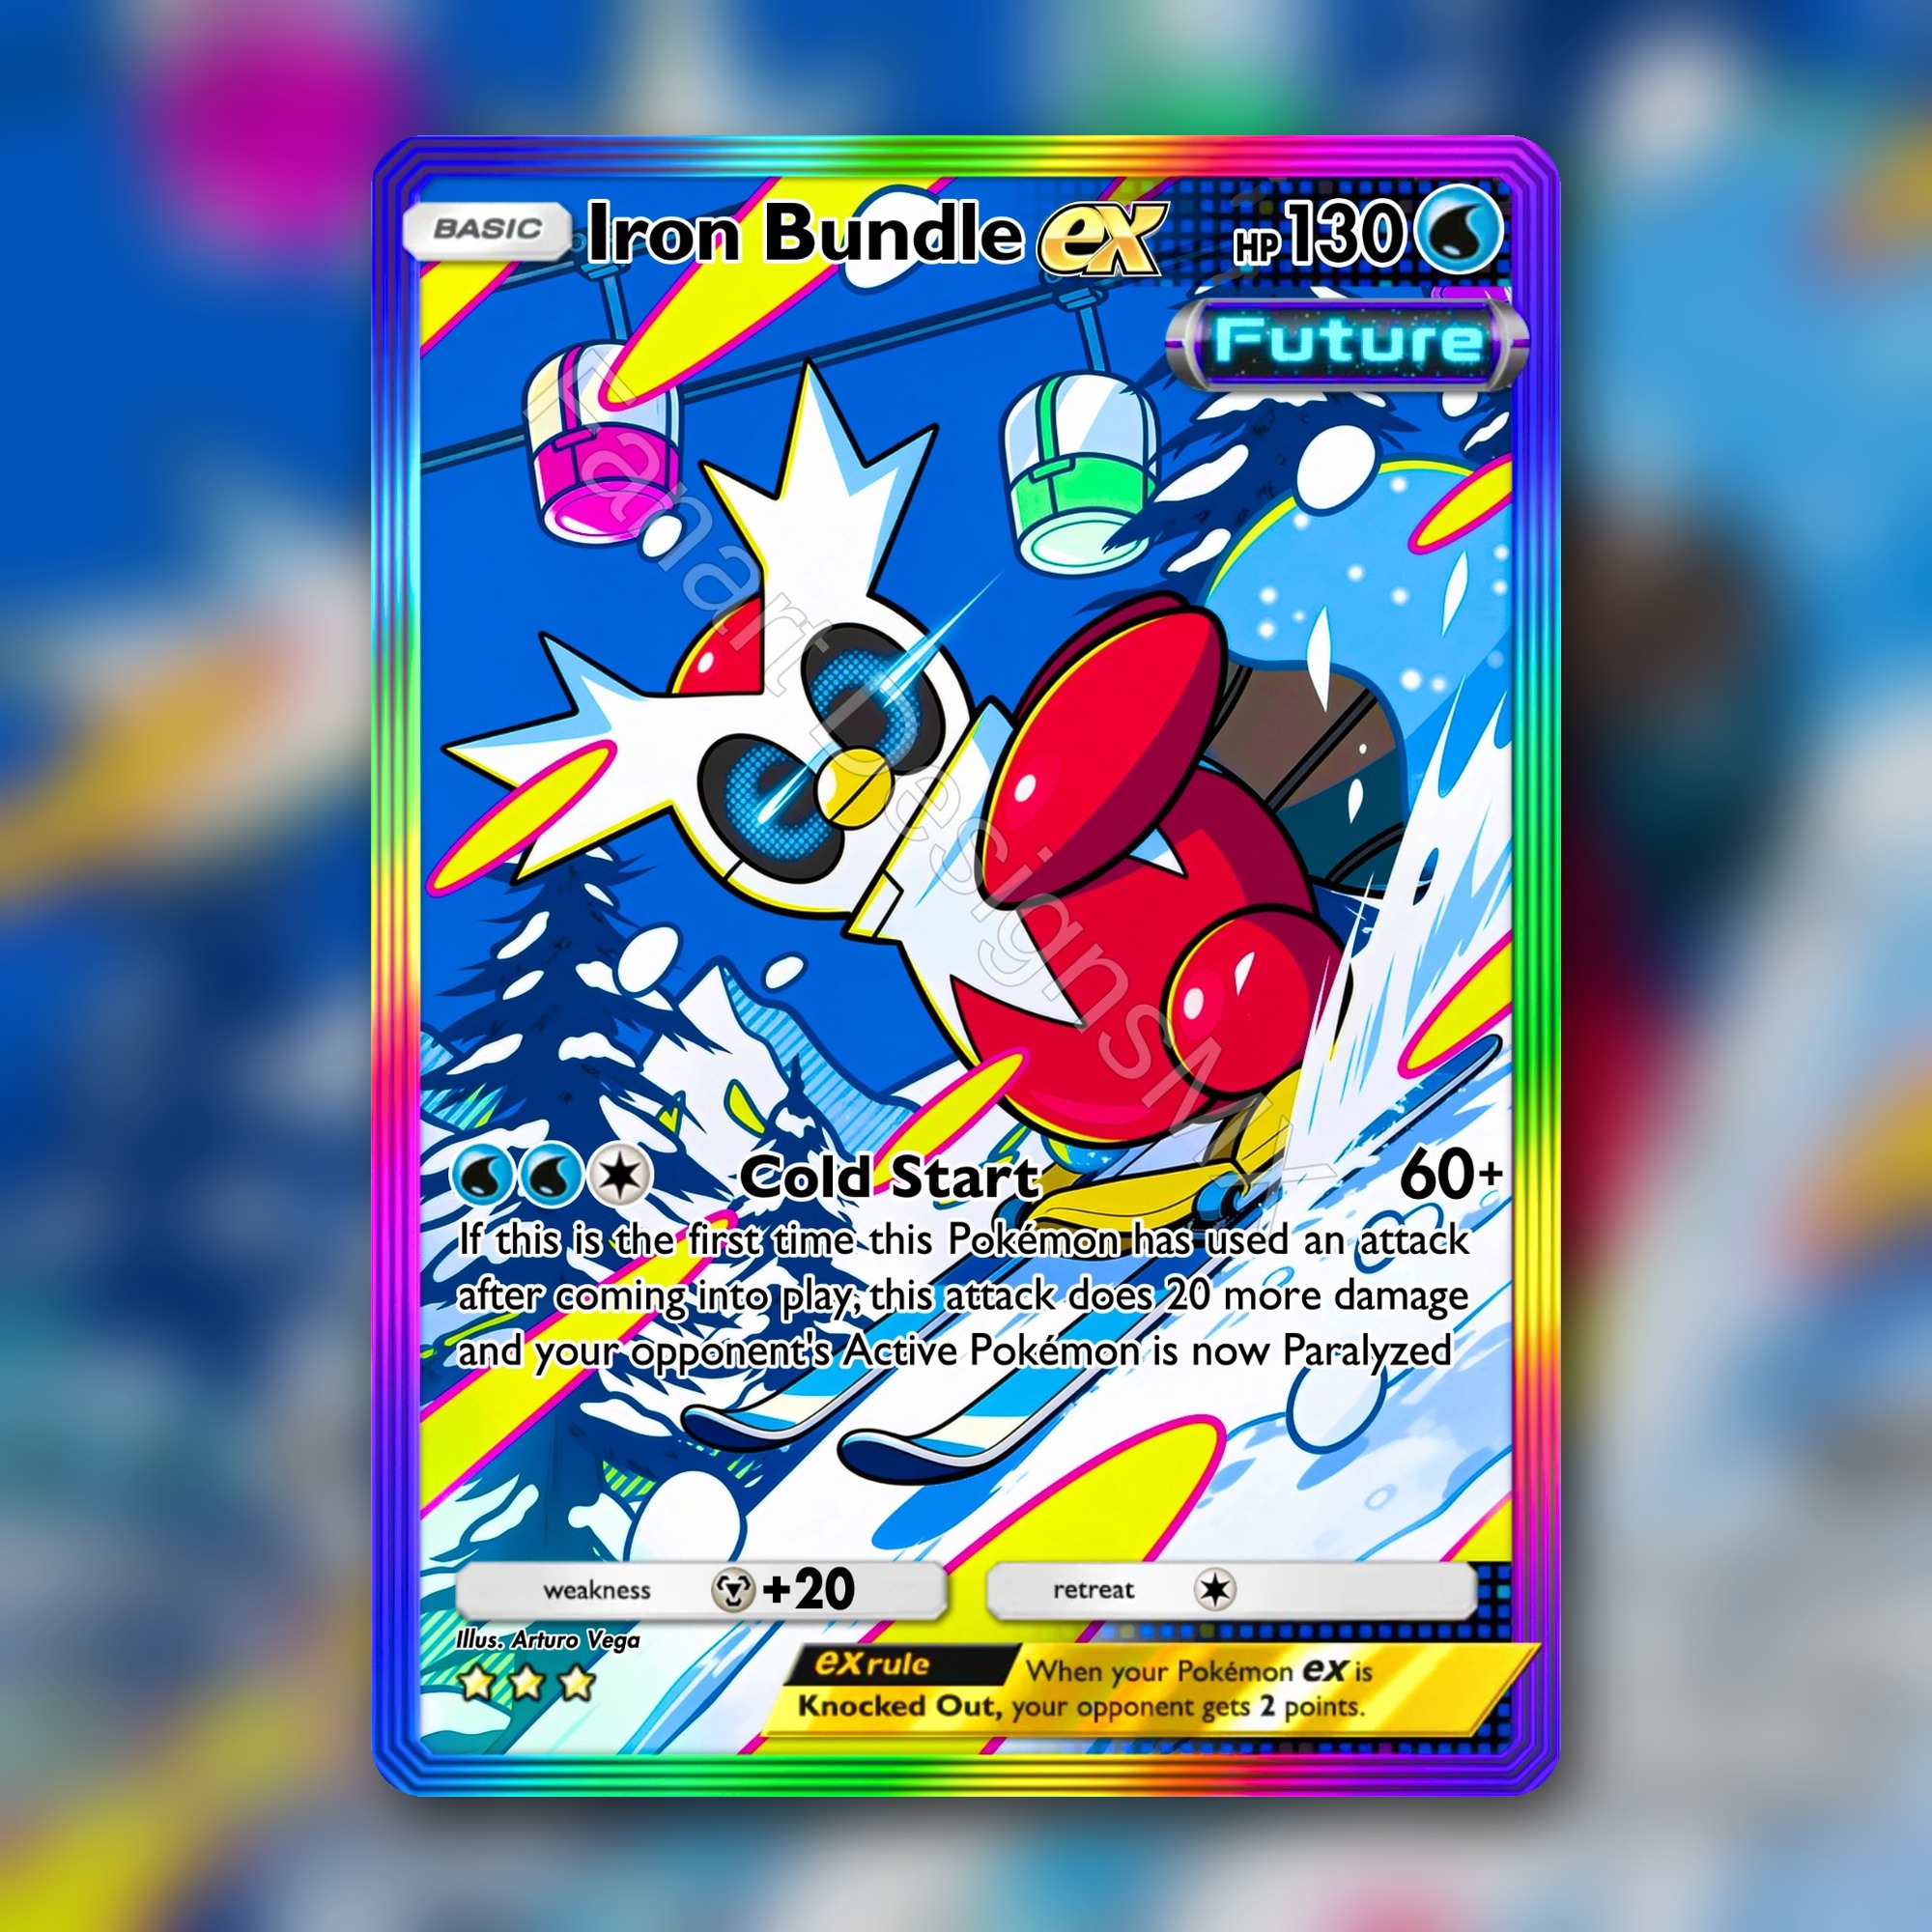 BASIC Iron Bundle ex HP 130
Future
Fanart DesignsMX
Cold Start 60+
If this is the first time this Pokémon has used an attack
after coming into play, this attack does 20 more damage
and your opponent's Active Pokémon is now Paralyzed
weakness +20 retreat
Illus. Arturo Vega
ex rule When your Pokémon ex is
Knocked Out, your opponent gets 2 points.